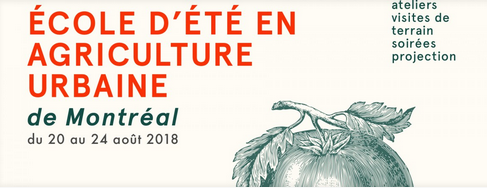 ÉCOLE D'ÉTÉ EN
AGRICULTURE
URBAINE
de Montréal
du 20 au 24 août 2018
ateliers
visites de
terrain
soirées
projection